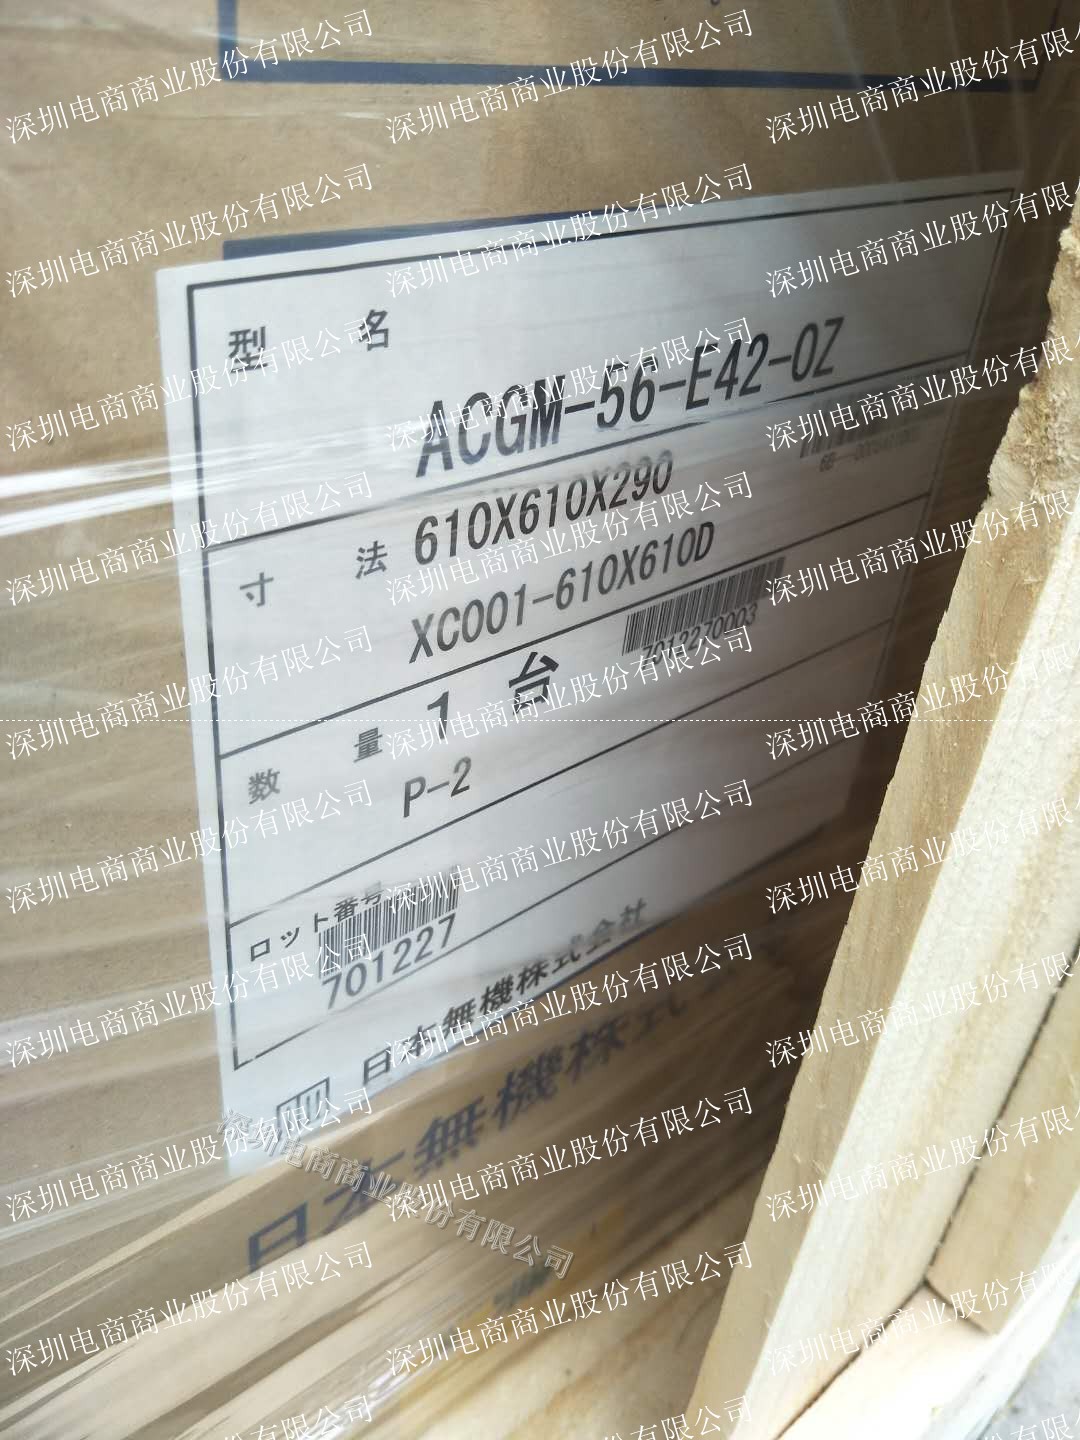 型 名
ACGM-56-E42-0Z
寸 法 610X610X290
XC001-610X610D
7012270003
数 量 1 台
P-2
ロット番号
701227
日本無機株式会社
日本無機株式
深圳电商商业股份有限公司